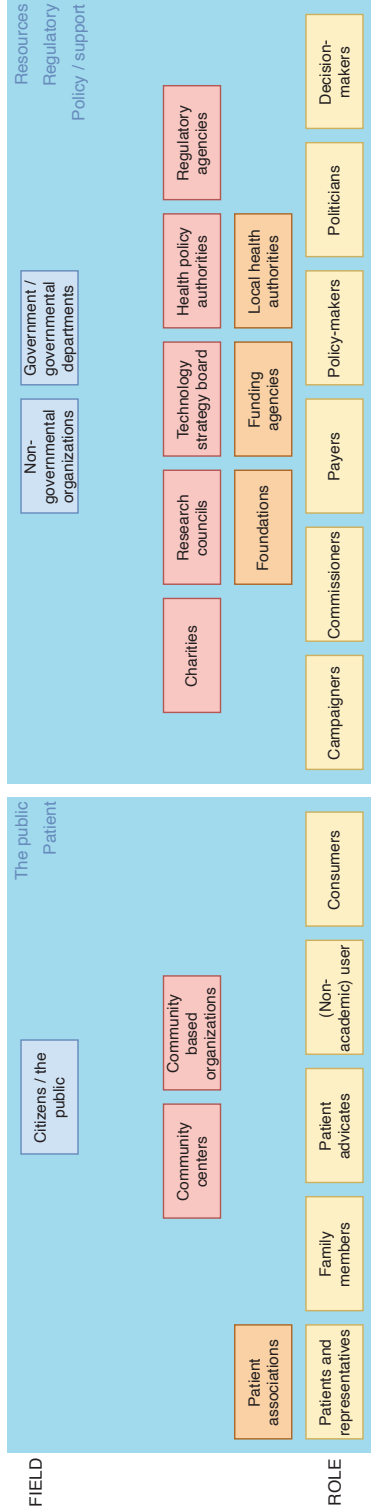 FIELD
ROLE
The public
Patient
Citizens / the
public
Community
centers
Community
based
organizations
Patient
associations
Patients and
representatives
Family
members
Patient
advicates
(Non-
academic) user
Consumers
Resources
Regulatory
Policy / support
Non-
governmental
organizations
Government /
governmental
departments
Charities
Research
councils
Technology
strategy board
Health policy
authorities
Regulatory
agencies
Foundations
Funding
agencies
Local health
authorities
Campaigners
Commissioners
Payers
Policy-makers
Politicians
Decision-
makers